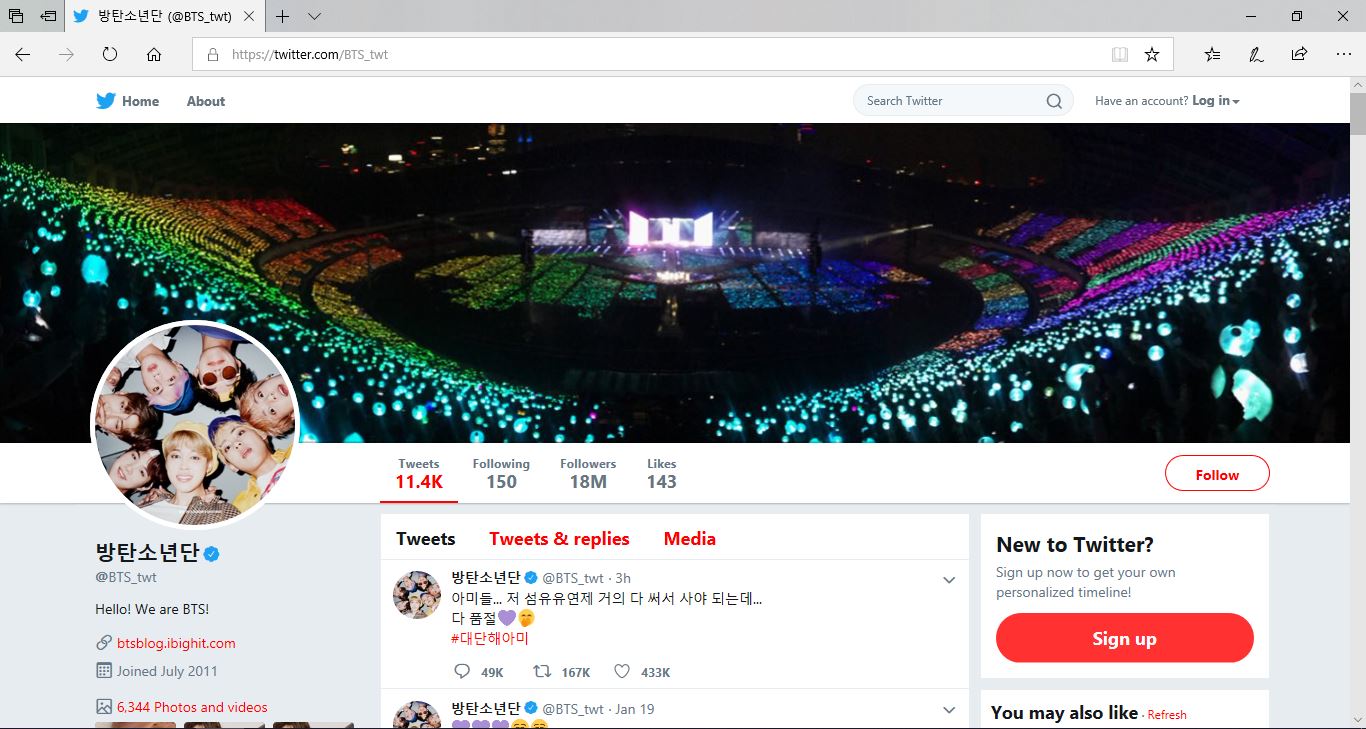 방탄소년단 (@BTS_twt)
https://twitter.com/BTS_twt
Home
About
Search Twitter
Have an account? Log in
Tweets
11.4K
Following
150
Followers
18M
Likes
143
Follow
방탄소년단
@BTS_twt
Hello! We are BTS!
btsblog.ibighit.com
Joined July 2011
6,344 Photos and videos
Tweets
Tweets & replies
Media
방탄소년단 @BTS_twt · 3h
아미들... 저 섬유유연제 거의 다 써서 사야 되는데...
다 품절💜🤭
#대단해아미
49K
167K
433K
방탄소년단 @BTS_twt · Jan 19
💜💜💜🤭🤭
New to Twitter?
Sign up now to get your own
personalized timeline!
Sign up
You may also like · Refresh